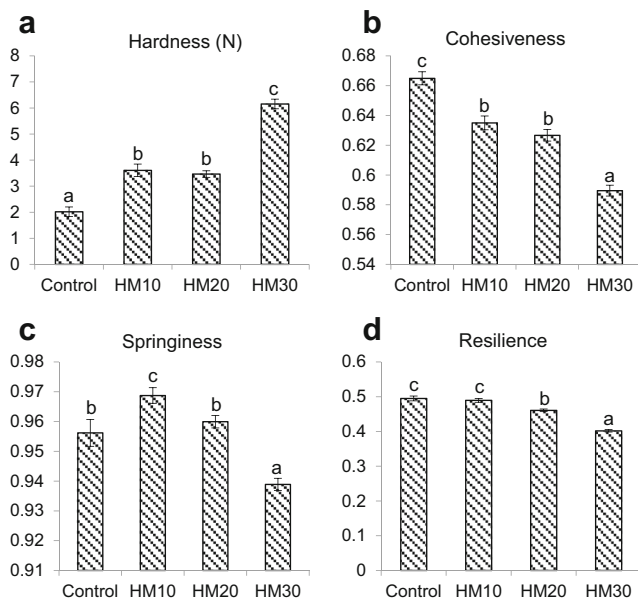 a
Hardness (N)
8
7
6
5
4
3
2
1
0
a
b
b
c
Control HM10 HM20 HM30
b
Cohesiveness
0.68
0.66
0.64
0.62
0.6
0.58
0.56
0.54
c
b
b
a
Control HM10 HM20 HM30
c
Springiness
0.98
0.97
0.96
0.95
0.94
0.93
0.92
0.91
b
c
b
a
Control HM10 HM20 HM30
d
Resilience
0.6
0.5
0.4
0.3
0.2
0.1
0
c
c
b
a
Control HM10 HM20 HM30